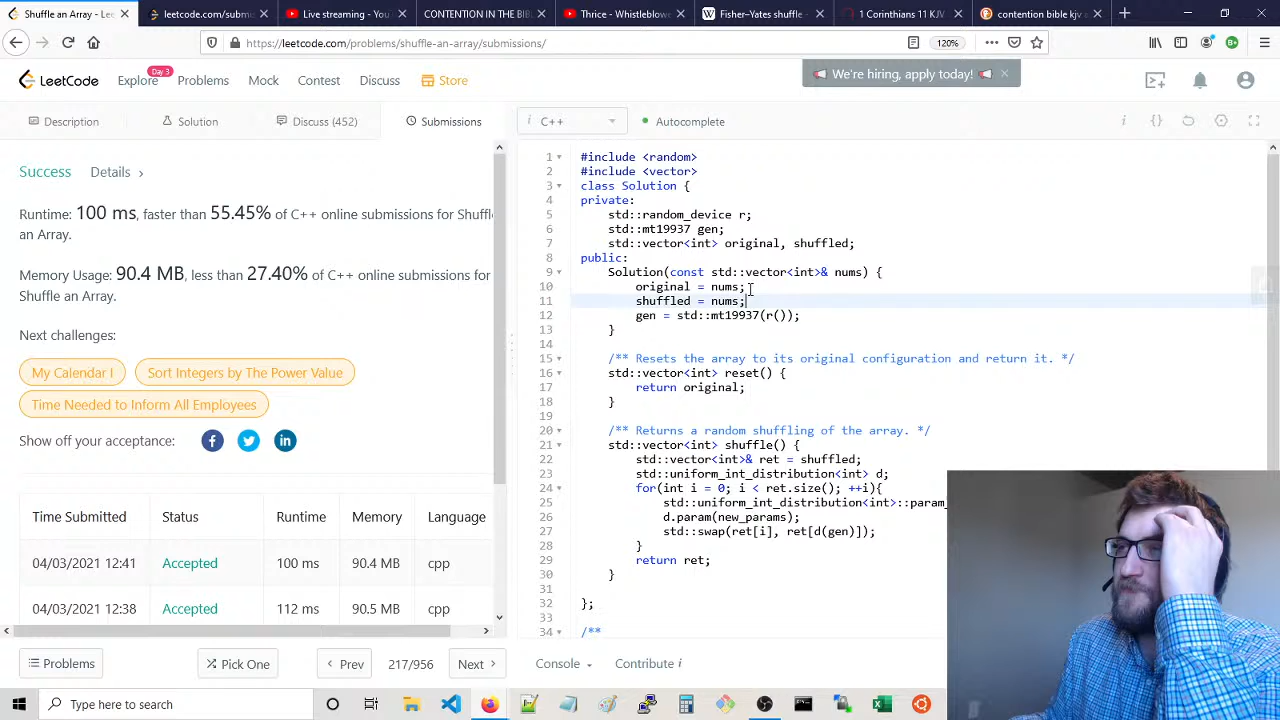 Shuffle an Array - Lee
leetcode.com/submi
Live streaming - You
CONTENTION IN THE BIB
Thrice - Whistleblowe
Fisher–Yates shuffle -
1 Corinthians 11 KJV
contention bible kjv a
https://leetcode.com/problems/shuffle-an-array/submissions/
120%
LeetCode
Explore
Day 3
Problems
Mock
Contest
Discuss
Store
We're hiring, apply today!
Description
Solution
Discuss (452)
Submissions
i C++
Autocomplete
Success
Details
Runtime: 100 ms, faster than 55.45% of C++ online submissions for Shuffle
an Array.
Memory Usage: 90.4 MB, less than 27.40% of C++ online submissions for
Shuffle an Array.
Next challenges:
My Calendar I
Sort Integers by The Power Value
Time Needed to Inform All Employees
Show off your acceptance:
Time Submitted Status Runtime Memory Language
04/03/2021 12:41 Accepted 100 ms 90.4 MB cpp
04/03/2021 12:38 Accepted 112 ms 90.5 MB cpp
Problems
Pick One
Prev
217/956
Next
1 #include <random>
2 #include <vector>
3 class Solution {
4 private:
5 std::random_device r;
6 std::mt19937 gen;
7 std::vector<int> original, shuffled;
8 public:
9 Solution(const std::vector<int>& nums) {
10 original = nums;
11 shuffled = nums;
12 gen = std::mt19937(r());
13 }
14
15 /** Resets the array to its original configuration and return it. */
16 std::vector<int> reset() {
17 return original;
18 }
19
20 /** Returns a random shuffling of the array. */
21 std::vector<int> shuffle() {
22 std::vector<int>& ret = shuffled;
23 std::uniform_int_distribution<int> d;
24 for(int i = 0; i < ret.size(); ++i){
25 std::uniform_int_distribution<int>::param_
26 d.param(new_params);
27 std::swap(ret[i], ret[d(gen)]);
28 }
29 return ret;
30 }
31
32 };
33
34 /**
Console
Contribute i
Type here to search